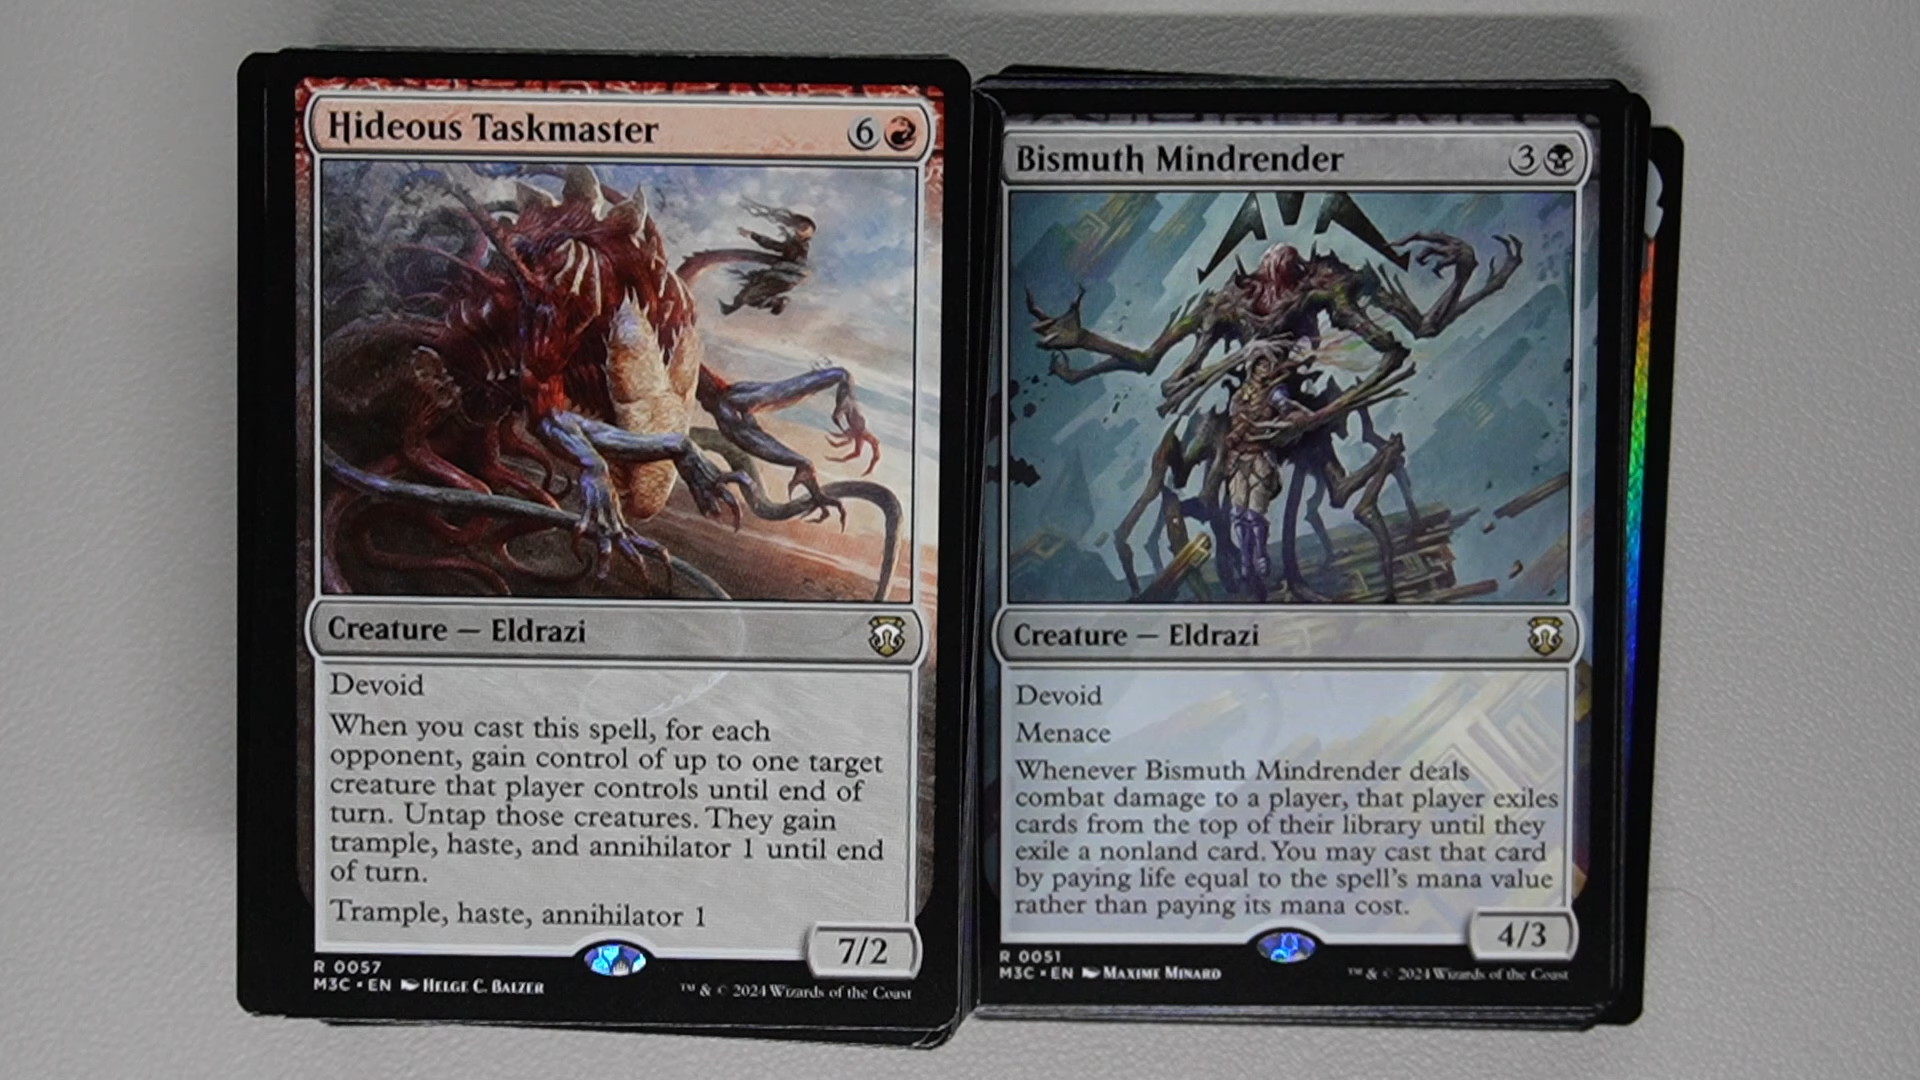 Hideous Taskmaster
6
Creature — Eldrazi
Devoid
When you cast this spell, for each
opponent, gain control of up to one target
creature that player controls until end of
turn. Untap those creatures. They gain
trample, haste, and annihilator 1 until end
of turn.
Trample, haste, annihilator 1
7/2
R 0057
M3C • EN HELGE C. BALZER
™ & © 2024 Wizards of the Coast
Bismuth Mindrender
3
Creature — Eldrazi
Devoid
Menace
Whenever Bismuth Mindrender deals
combat damage to a player, that player exiles
cards from the top of their library until they
exile a nonland card. You may cast that card
by paying life equal to the spell's mana value
rather than paying its mana cost.
4/3
R 0051
M3C • EN MAXIME MINARD
™ & © 2024 Wizards of the Coast